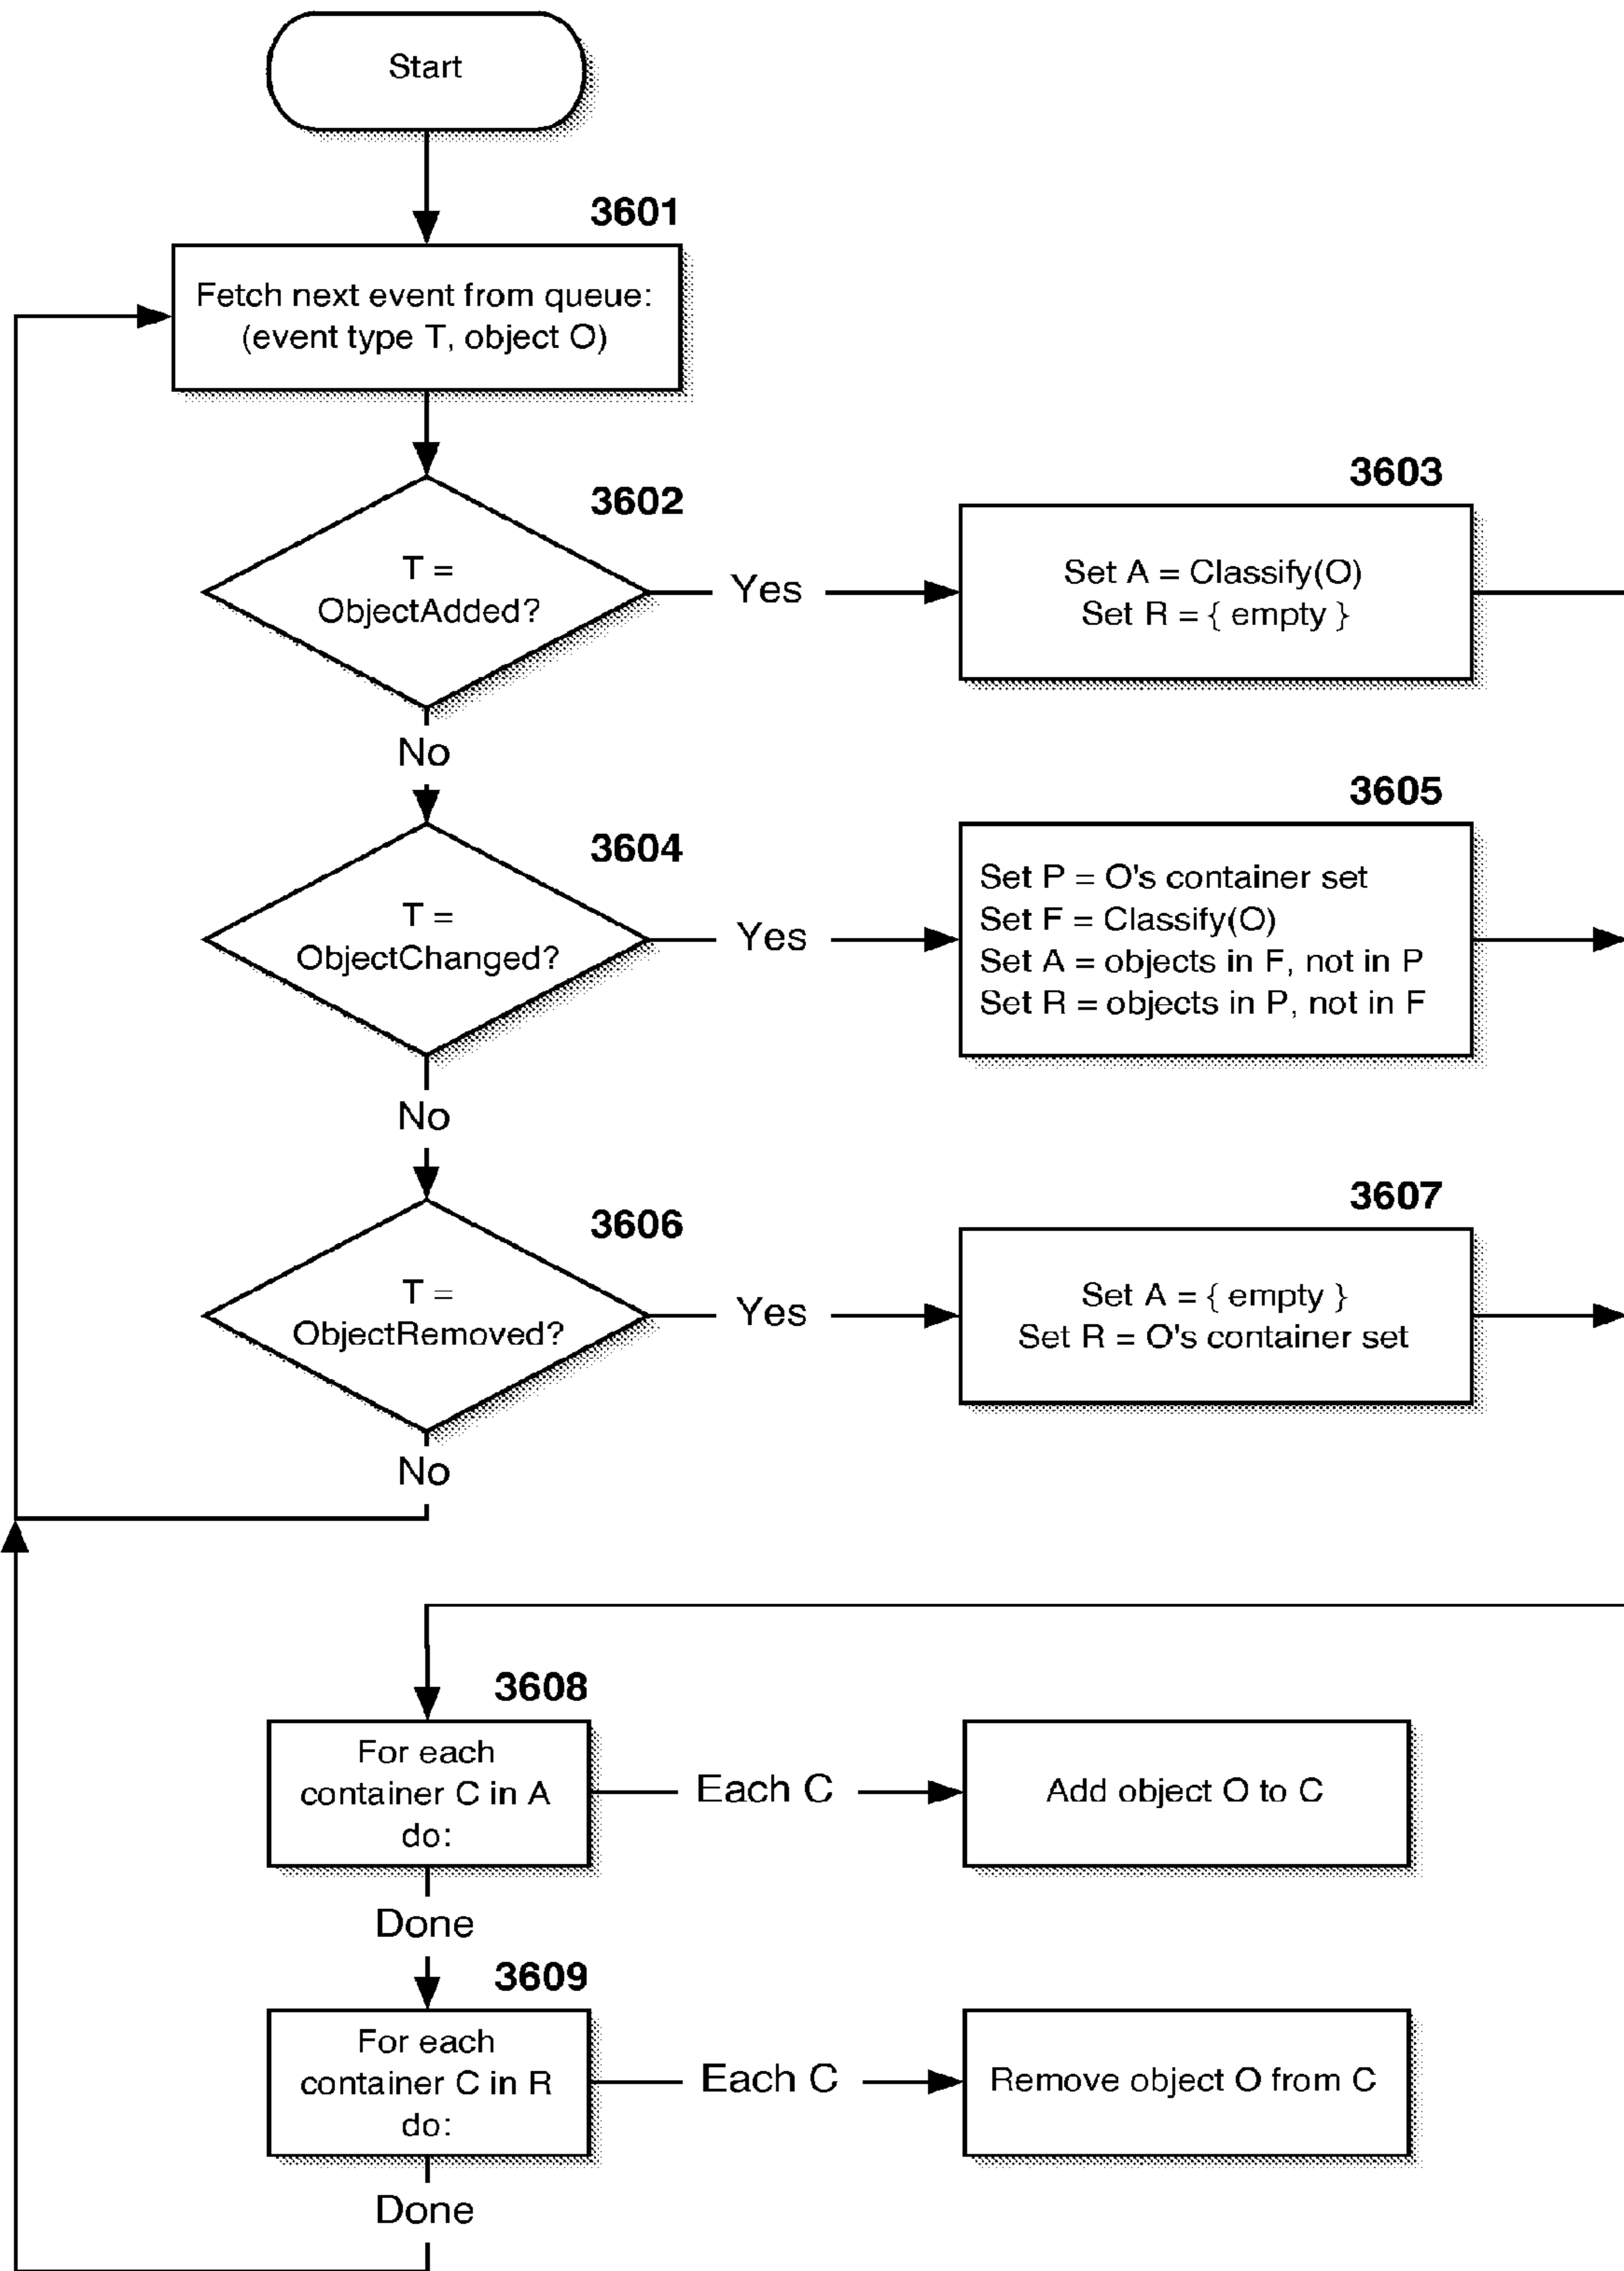 Start
3601
Fetch next event from queue:
(event type T, object O)
3602
T =
ObjectAdded?
Yes
3603
Set A = Classify(O)
Set R = { empty }
No
3604
T =
ObjectChanged?
Yes
3605
Set P = O's container set
Set F = Classify(O)
Set A = objects in F, not in P
Set R = objects in P, not in F
No
3606
T =
ObjectRemoved?
Yes
3607
Set A = { empty }
Set R = O's container set
No
3608
For each
container C in A
do:
Each C
Add object O to C
Done
3609
For each
container C in R
do:
Each C
Remove object O from C
Done